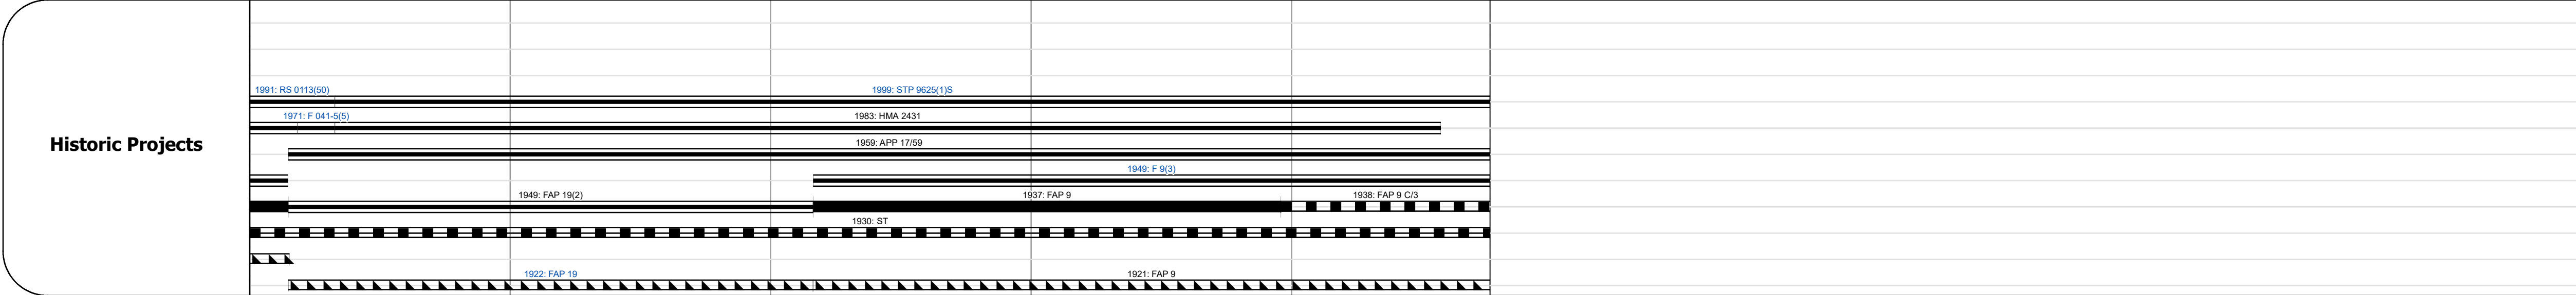 1991: RS 0113(50) 1999: STP 9625(1)S
1971: F 041-5(5) 1983: HMA 2431
Historic Projects
1959: APP 17/59
1949: F 9(3)
1949: FAP 19(2) 1937: FAP 9 1938: FAP 9 C/3
1930: ST
1922: FAP 19 1921: FAP 9